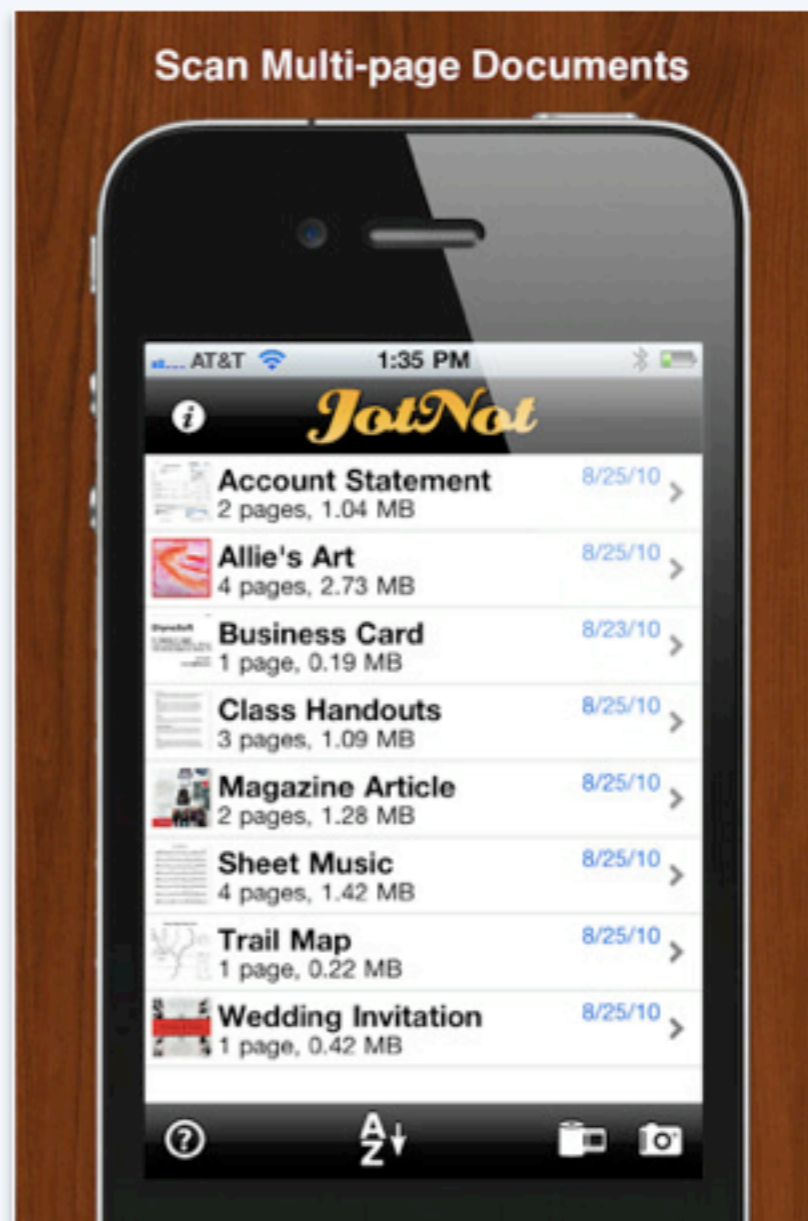 Scan Multi-page Documents
AT&T 1:35 PM
JotNot
Account Statement 8/25/10
2 pages, 1.04 MB
Allie's Art 8/25/10
4 pages, 2.73 MB
Business Card 8/23/10
1 page, 0.19 MB
Class Handouts 8/25/10
3 pages, 1.09 MB
Magazine Article 8/25/10
2 pages, 1.28 MB
Sheet Music 8/25/10
4 pages, 1.42 MB
Trail Map 8/25/10
1 page, 0.22 MB
Wedding Invitation 8/25/10
1 page, 0.42 MB
A
Z